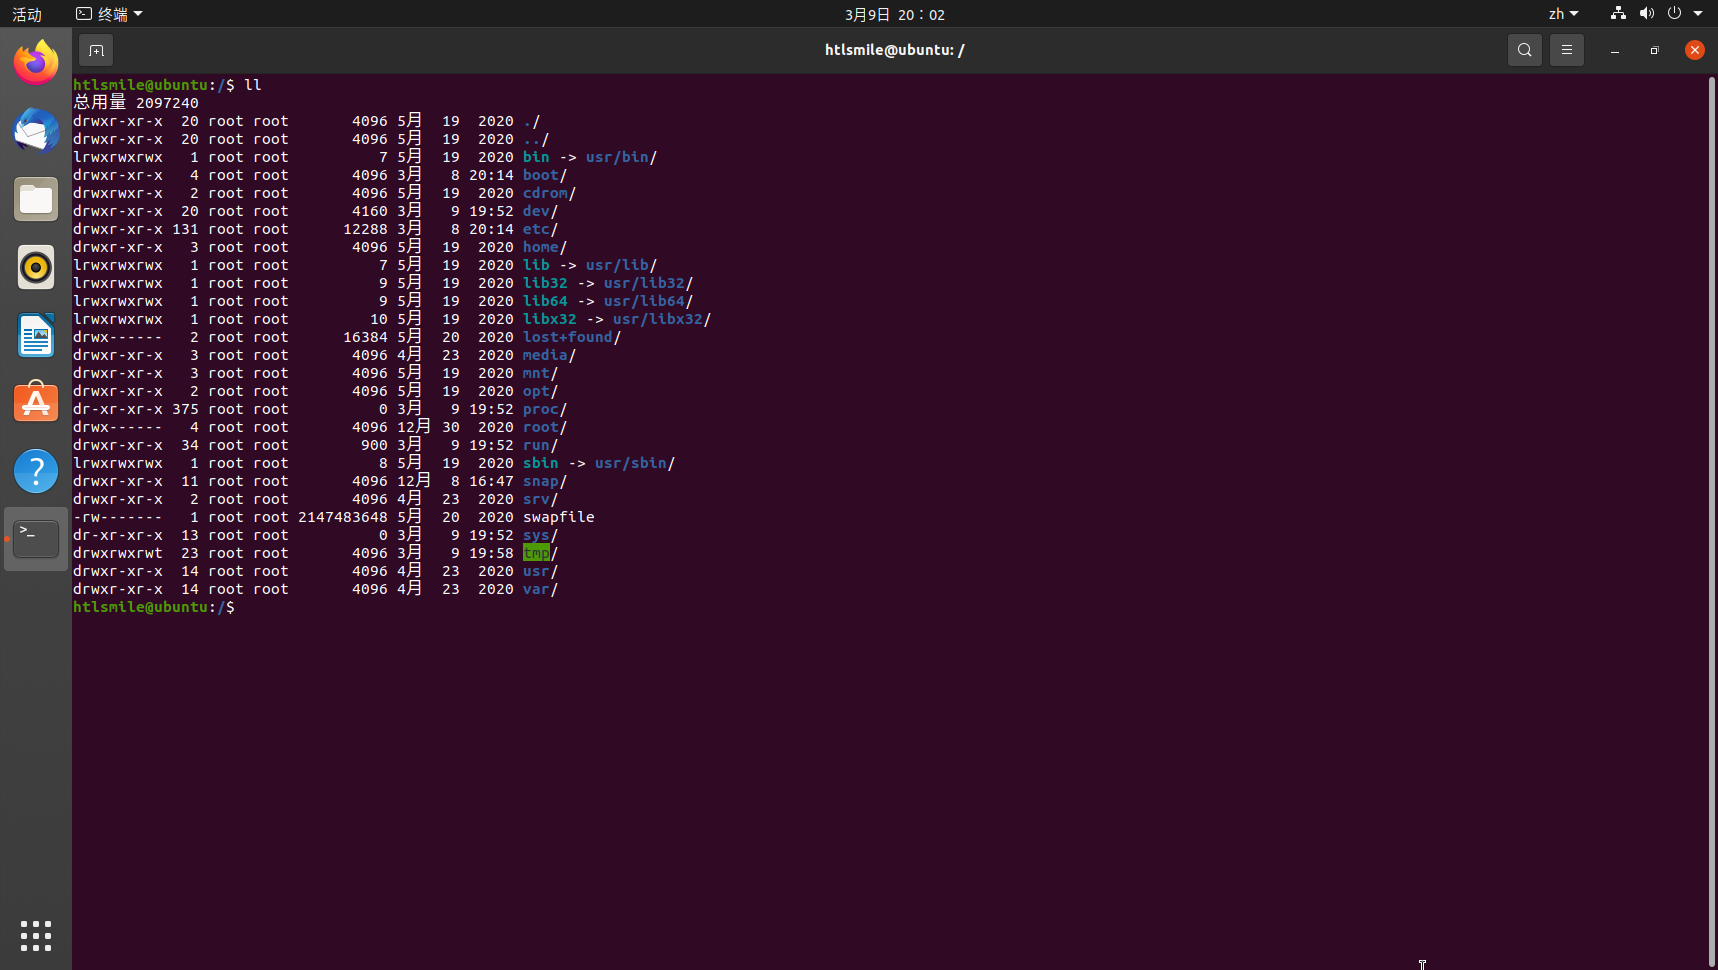 活动 终端 3月9日 20：02 zh
htlsmile@ubuntu: /
htlsmile@ubuntu:/$ ll
总用量 2097240
drwxr-xr-x  20 root root       4096 5月  19  2020 ./
drwxr-xr-x  20 root root       4096 5月  19  2020 ../
lrwxrwxrwx   1 root root          7 5月  19  2020 bin -> usr/bin/
drwxr-xr-x   4 root root       4096 3月   8 20:14 boot/
drwxrwxr-x   2 root root       4096 5月  19  2020 cdrom/
drwxr-xr-x  20 root root       4160 3月   9 19:52 dev/
drwxr-xr-x 131 root root      12288 3月   8 20:14 etc/
drwxr-xr-x   3 root root       4096 5月  19  2020 home/
lrwxrwxrwx   1 root root          7 5月  19  2020 lib -> usr/lib/
lrwxrwxrwx   1 root root          9 5月  19  2020 lib32 -> usr/lib32/
lrwxrwxrwx   1 root root          9 5月  19  2020 lib64 -> usr/lib64/
lrwxrwxrwx   1 root root         10 5月  19  2020 libx32 -> usr/libx32/
drwx------   2 root root      16384 5月  20  2020 lost+found/
drwxr-xr-x   3 root root       4096 4月  23  2020 media/
drwxr-xr-x   3 root root       4096 5月  19  2020 mnt/
drwxr-xr-x   2 root root       4096 5月  19  2020 opt/
dr-xr-xr-x 375 root root          0 3月   9 19:52 proc/
drwx------   4 root root       4096 12月 30  2020 root/
drwxr-xr-x  34 root root        900 3月   9 19:52 run/
lrwxrwxrwx   1 root root          8 5月  19  2020 sbin -> usr/sbin/
drwxr-xr-x  11 root root       4096 12月  8 16:47 snap/
drwxr-xr-x   2 root root       4096 4月  23  2020 srv/
-rw-------   1 root root 2147483648 5月  20  2020 swapfile
dr-xr-xr-x  13 root root          0 3月   9 19:52 sys/
drwxrwxrwt  23 root root       4096 3月   9 19:58 tmp/
drwxr-xr-x  14 root root       4096 4月  23  2020 usr/
drwxr-xr-x  14 root root       4096 4月  23  2020 var/
htlsmile@ubuntu:/$